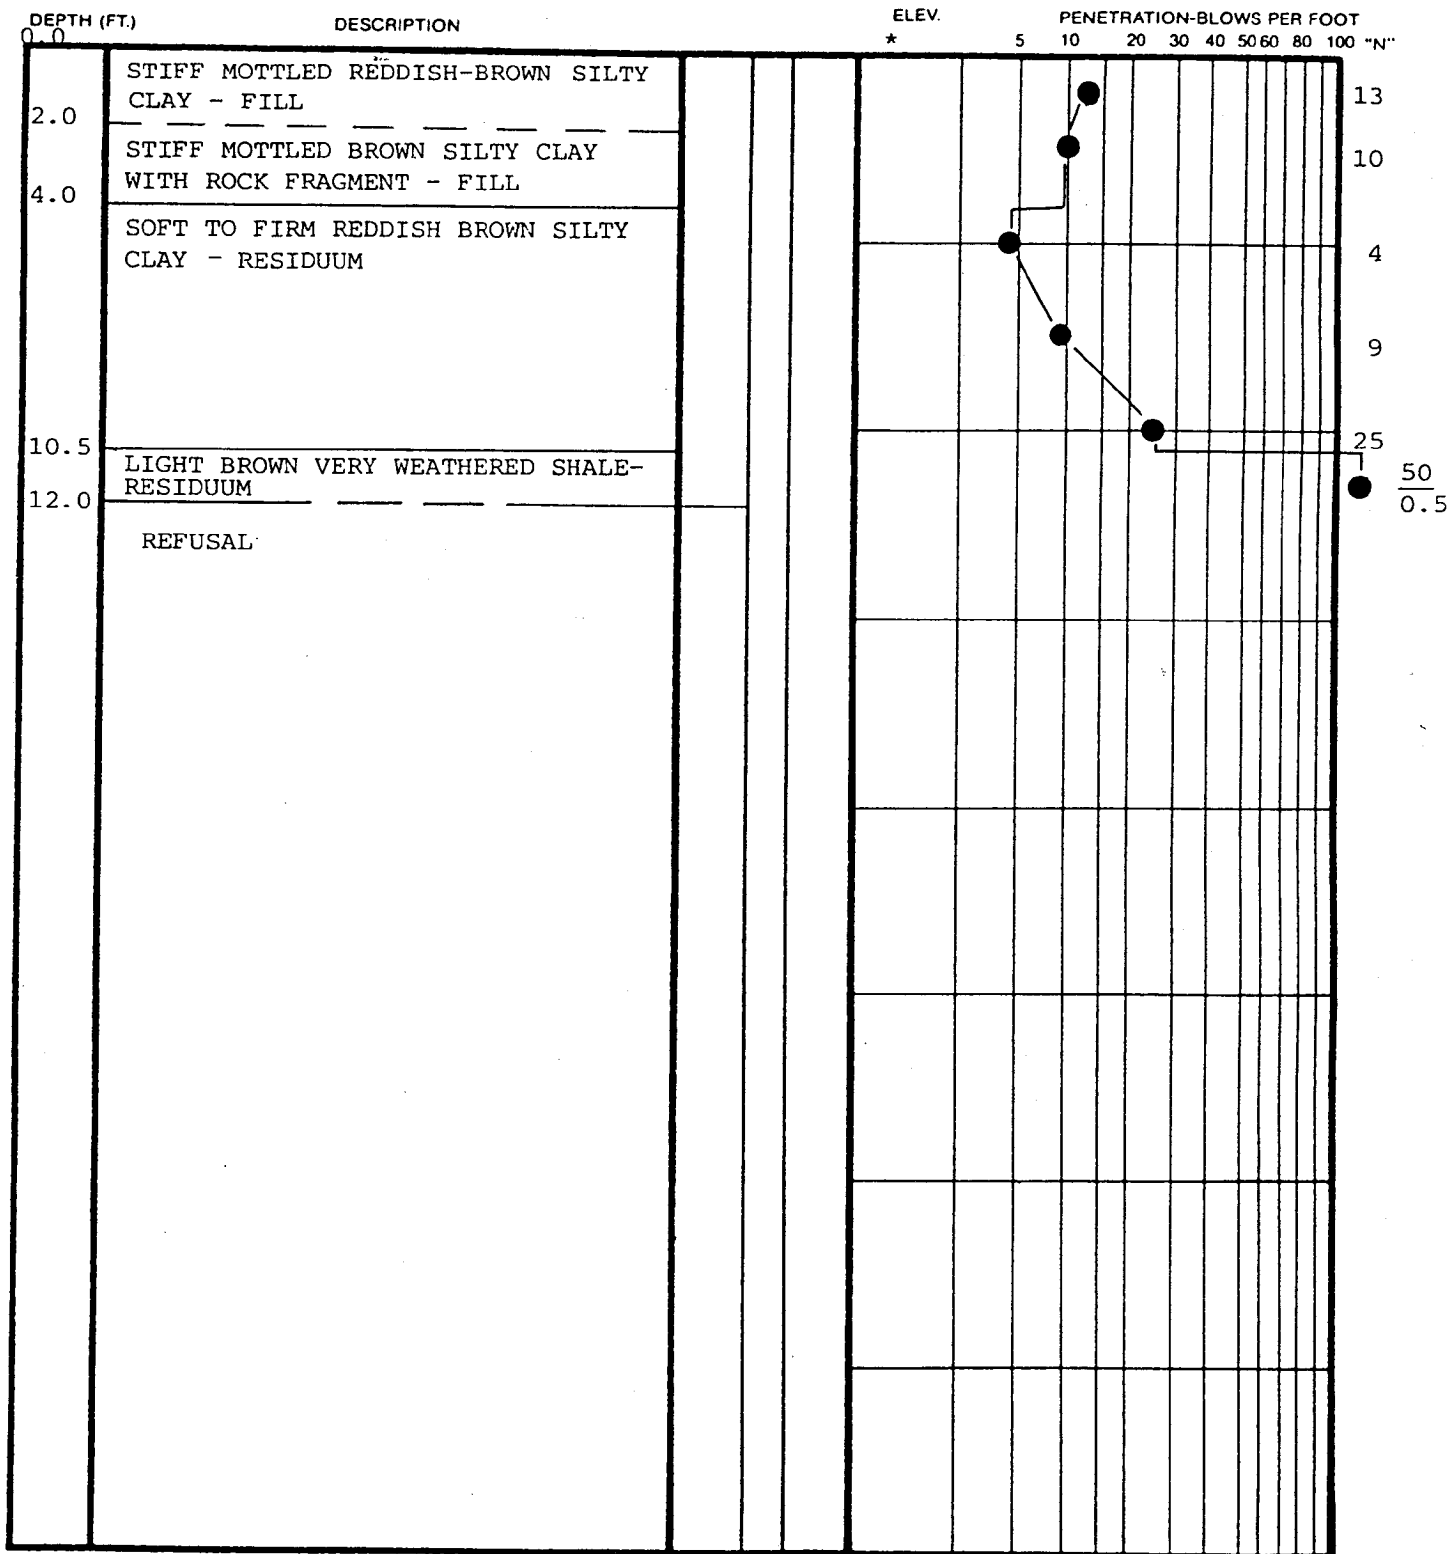 DEPTH (FT.) DESCRIPTION ELEV. PENETRATION-BLOWS PER FOOT
0.0 * 5 10 20 30 40 50 60 80 100 "N"
STIFF MOTTLED REDDISH-BROWN SILTY
CLAY - FILL
13
2.0
STIFF MOTTLED BROWN SILTY CLAY
WITH ROCK FRAGMENT - FILL
10
4.0
SOFT TO FIRM REDDISH BROWN SILTY
CLAY - RESIDUUM
4
9
10.5
25
LIGHT BROWN VERY WEATHERED SHALE-
RESIDUUM
50
0.5
12.0
REFUSAL